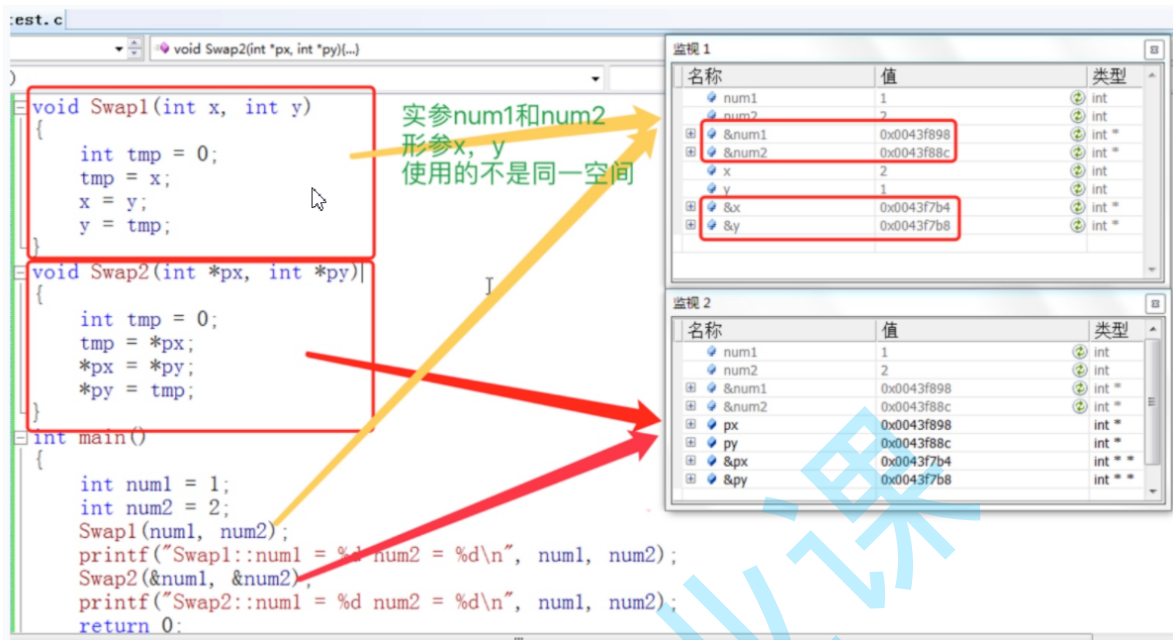 test.c
void Swap2(int *px, int *py){...}
)
void Swap1(int x, int y)
{
int tmp = 0;
tmp = x;
x = y;
y = tmp;
}
void Swap2(int *px, int *py)
{
int tmp = 0;
tmp = *px;
*px = *py;
*py = tmp;
}
int main()
{
int num1 = 1;
int num2 = 2;
Swap1(num1, num2);
printf("Swap1::num1 = %d num2 = %d\n", num1, num2);
Swap2(&num1, &num2);
printf("Swap2::num1 = %d num2 = %d\n", num1, num2);
return 0;
实参num1和num2
形参x, y
使用的不是同一空间
监视 1
名称 值 类型
num1 1 int
num2 2 int
&num1 0x0043f898 int *
&num2 0x0043f88c int *
x 2 int
y 1 int
&x 0x0043f7b4 int *
&y 0x0043f7b8 int *
监视 2
名称 值 类型
num1 1 int
num2 2 int
&num1 0x0043f898 int *
&num2 0x0043f88c int *
px 0x0043f898 int *
py 0x0043f88c int *
&px 0x0043f7b4 int * *
&py 0x0043f7b8 int * *
业课